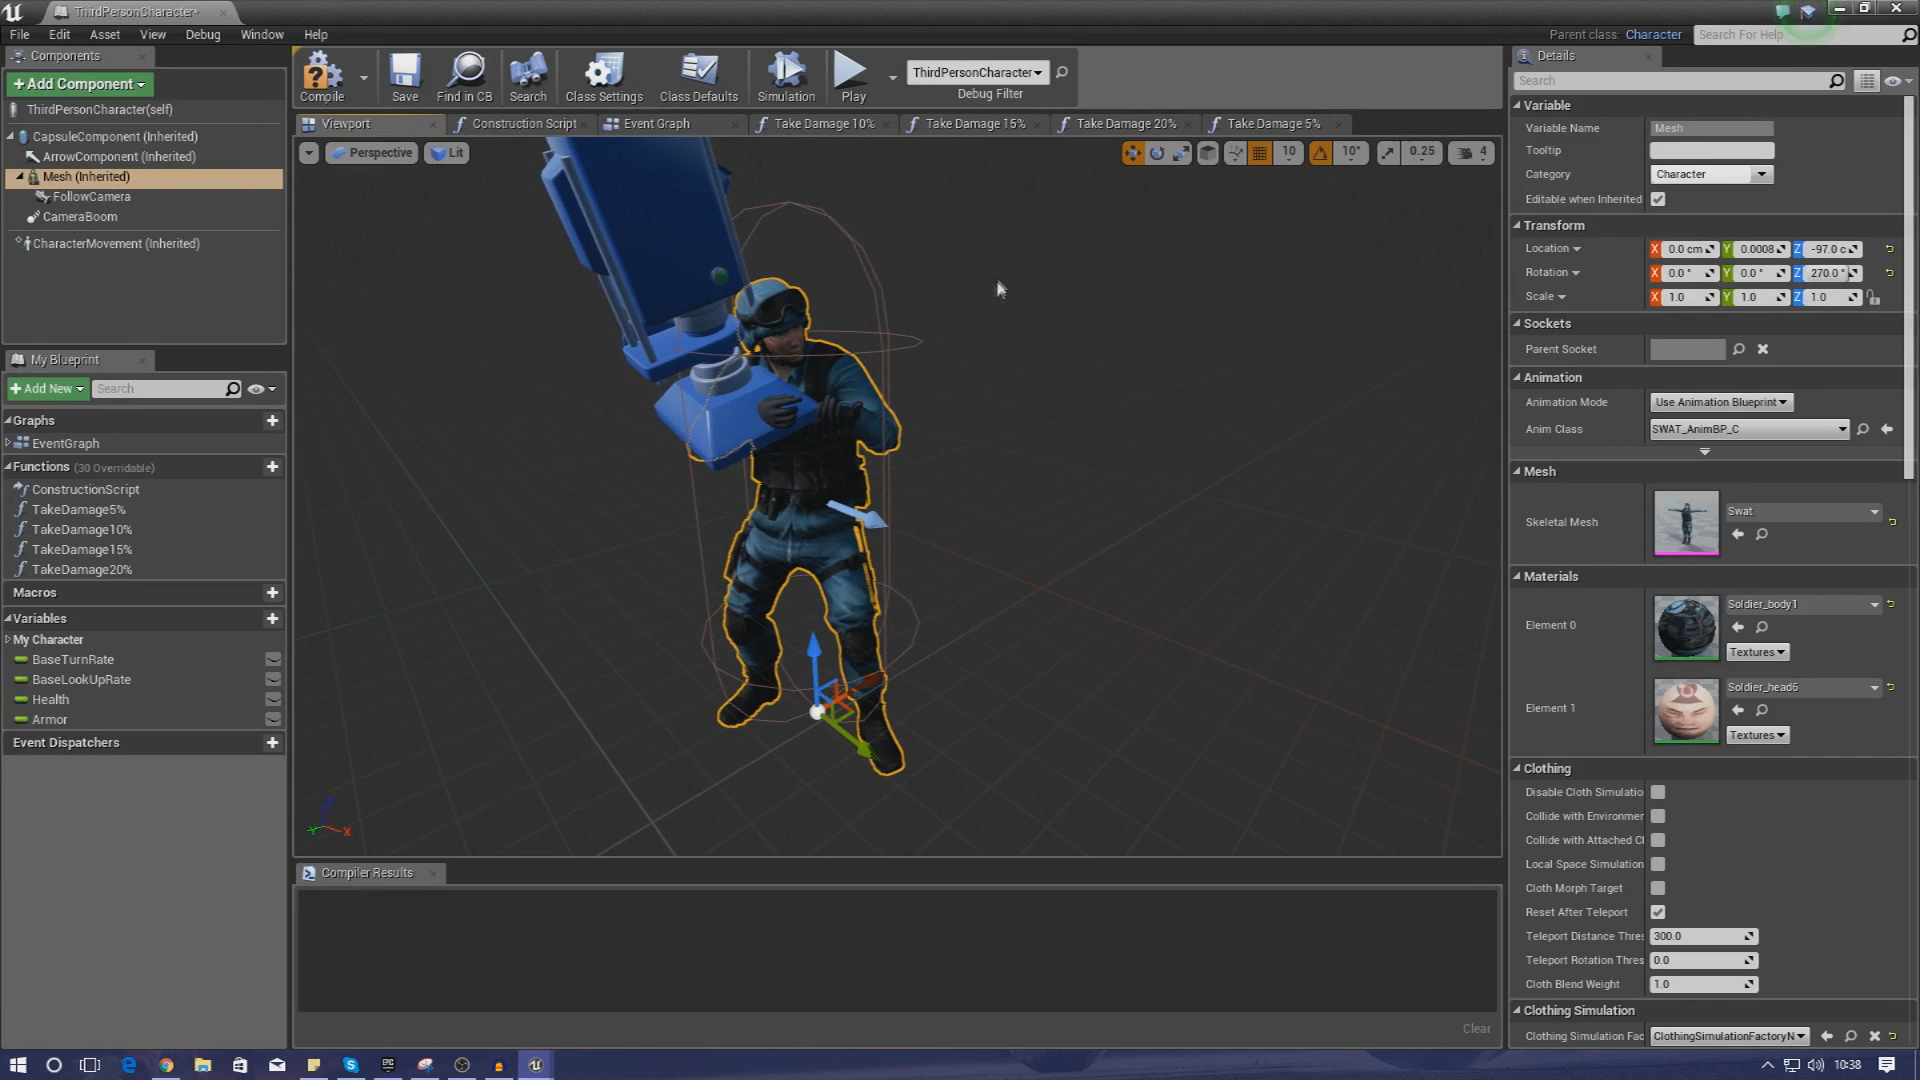 ThirdPersonCharacter*
File Edit Asset View Debug Window Help
Parent class: Character
Search For Help
Components
+Add Component
ThirdPersonCharacter(self)
CapsuleComponent (Inherited)
ArrowComponent (Inherited)
Mesh (Inherited)
FollowCamera
CameraBoom
CharacterMovement (Inherited)
My Blueprint
+Add New
Search
Graphs
EventGraph
Functions (30 Overridable)
ConstructionScript
TakeDamage5%
TakeDamage10%
TakeDamage15%
TakeDamage20%
Macros
Variables
My Character
BaseTurnRate
BaseLookUpRate
Health
Armor
Event Dispatchers
Compile
Save
Find in CB
Search
Class Settings
Class Defaults
Simulation
Play
ThirdPersonCharacter
Debug Filter
Viewport
Construction Script
Event Graph
Take Damage 10%
Take Damage 15%
Take Damage 20%
Take Damage 5%
Perspective
Lit
10
10°
0.25
4
Z
Y
X
Compiler Results
Clear
Details
Search
Variable
Variable Name Mesh
Tooltip
Category Character
Editable when Inherited
Transform
Location X 0.0 cm Y 0.0008 Z -97.0 c
Rotation X 0.0 ° Y 0.0 ° Z 270.0 °
Scale X 1.0 Y 1.0 Z 1.0
Sockets
Parent Socket
Animation
Animation Mode Use Animation Blueprint
Anim Class SWAT_AnimBP_C
Mesh
Skeletal Mesh Swat
Materials
Element 0 Soldier_body1
Textures
Element 1 Soldier_head6
Textures
Clothing
Disable Cloth Simulatio
Collide with Environmer
Collide with Attached Cl
Local Space Simulation
Cloth Morph Target
Reset After Teleport
Teleport Distance Thres 300.0
Teleport Rotation Thres 0.0
Cloth Blend Weight 1.0
Clothing Simulation
Clothing Simulation Fac ClothingSimulationFactoryN
10:38